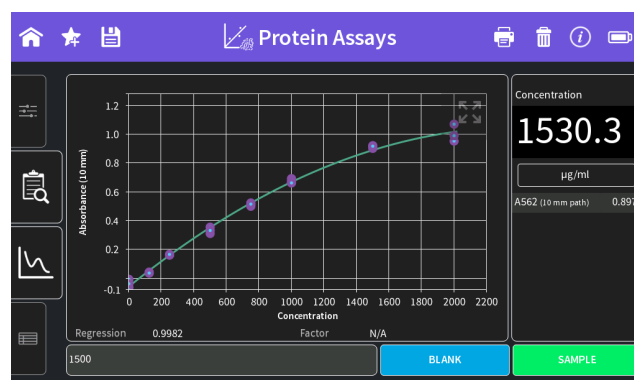 Protein Assays
Absorbance (10 mm)
1.2
1.0
0.8
0.6
0.4
0.2
-0.1
0 200 400 600 800 1000 1200 1400 1600 1800 2000 2200
Concentration
Regression 0.9982 Factor N/A
Concentration
1530.3
µg/ml
A562 (10 mm path) 0.897
1500 BLANK SAMPLE